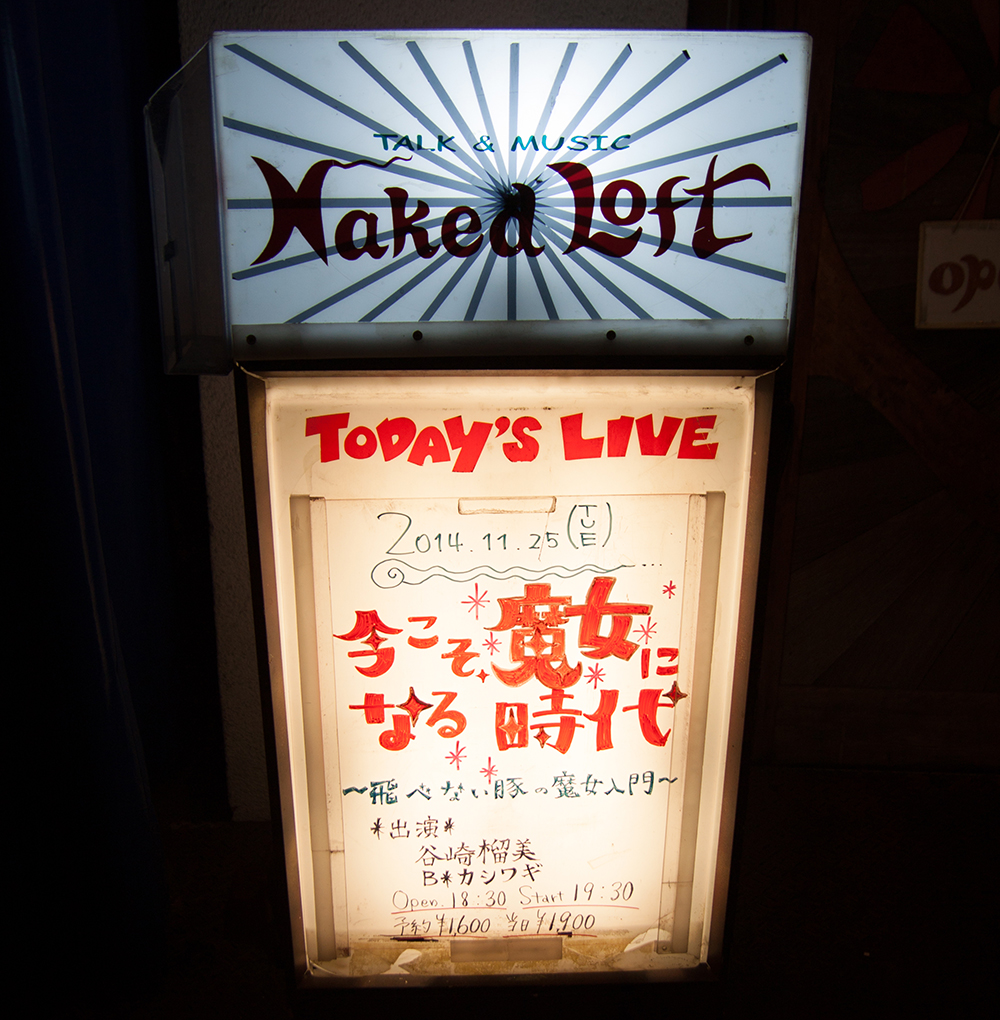 TALK & MUSIC
Naked Loft
TODAY'S LIVE
2014.11.25(TUE)
今こそ魔女に
なる時代
〜飛べない豚の魔女入門〜
*出演*
谷崎榴美
B*カシワギ
Open.18:30 Start 19:30
予約¥1,600 当日¥1,900